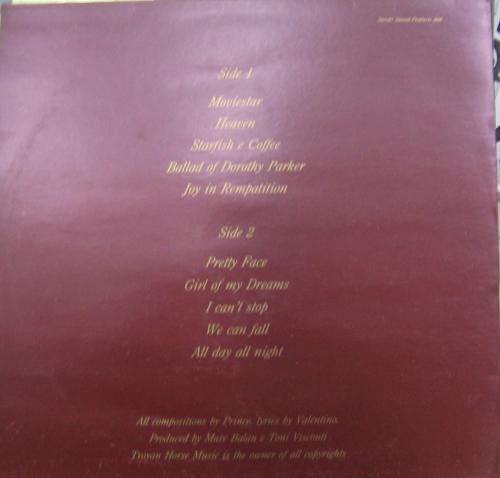 Side 1
Moviestar
Heaven
Starfish e Coffee
Ballad of Dorothy Parker
Joy in Rempatition
Side 2
Pretty Face
Girl of my Dreams
I can't stop
We can fall
All day all night
All compositions by Prince, lyrics by Valentino.
Produced by Marc Balan e Toni Visconti
Troyan Horse Music is the owner of all copyrights